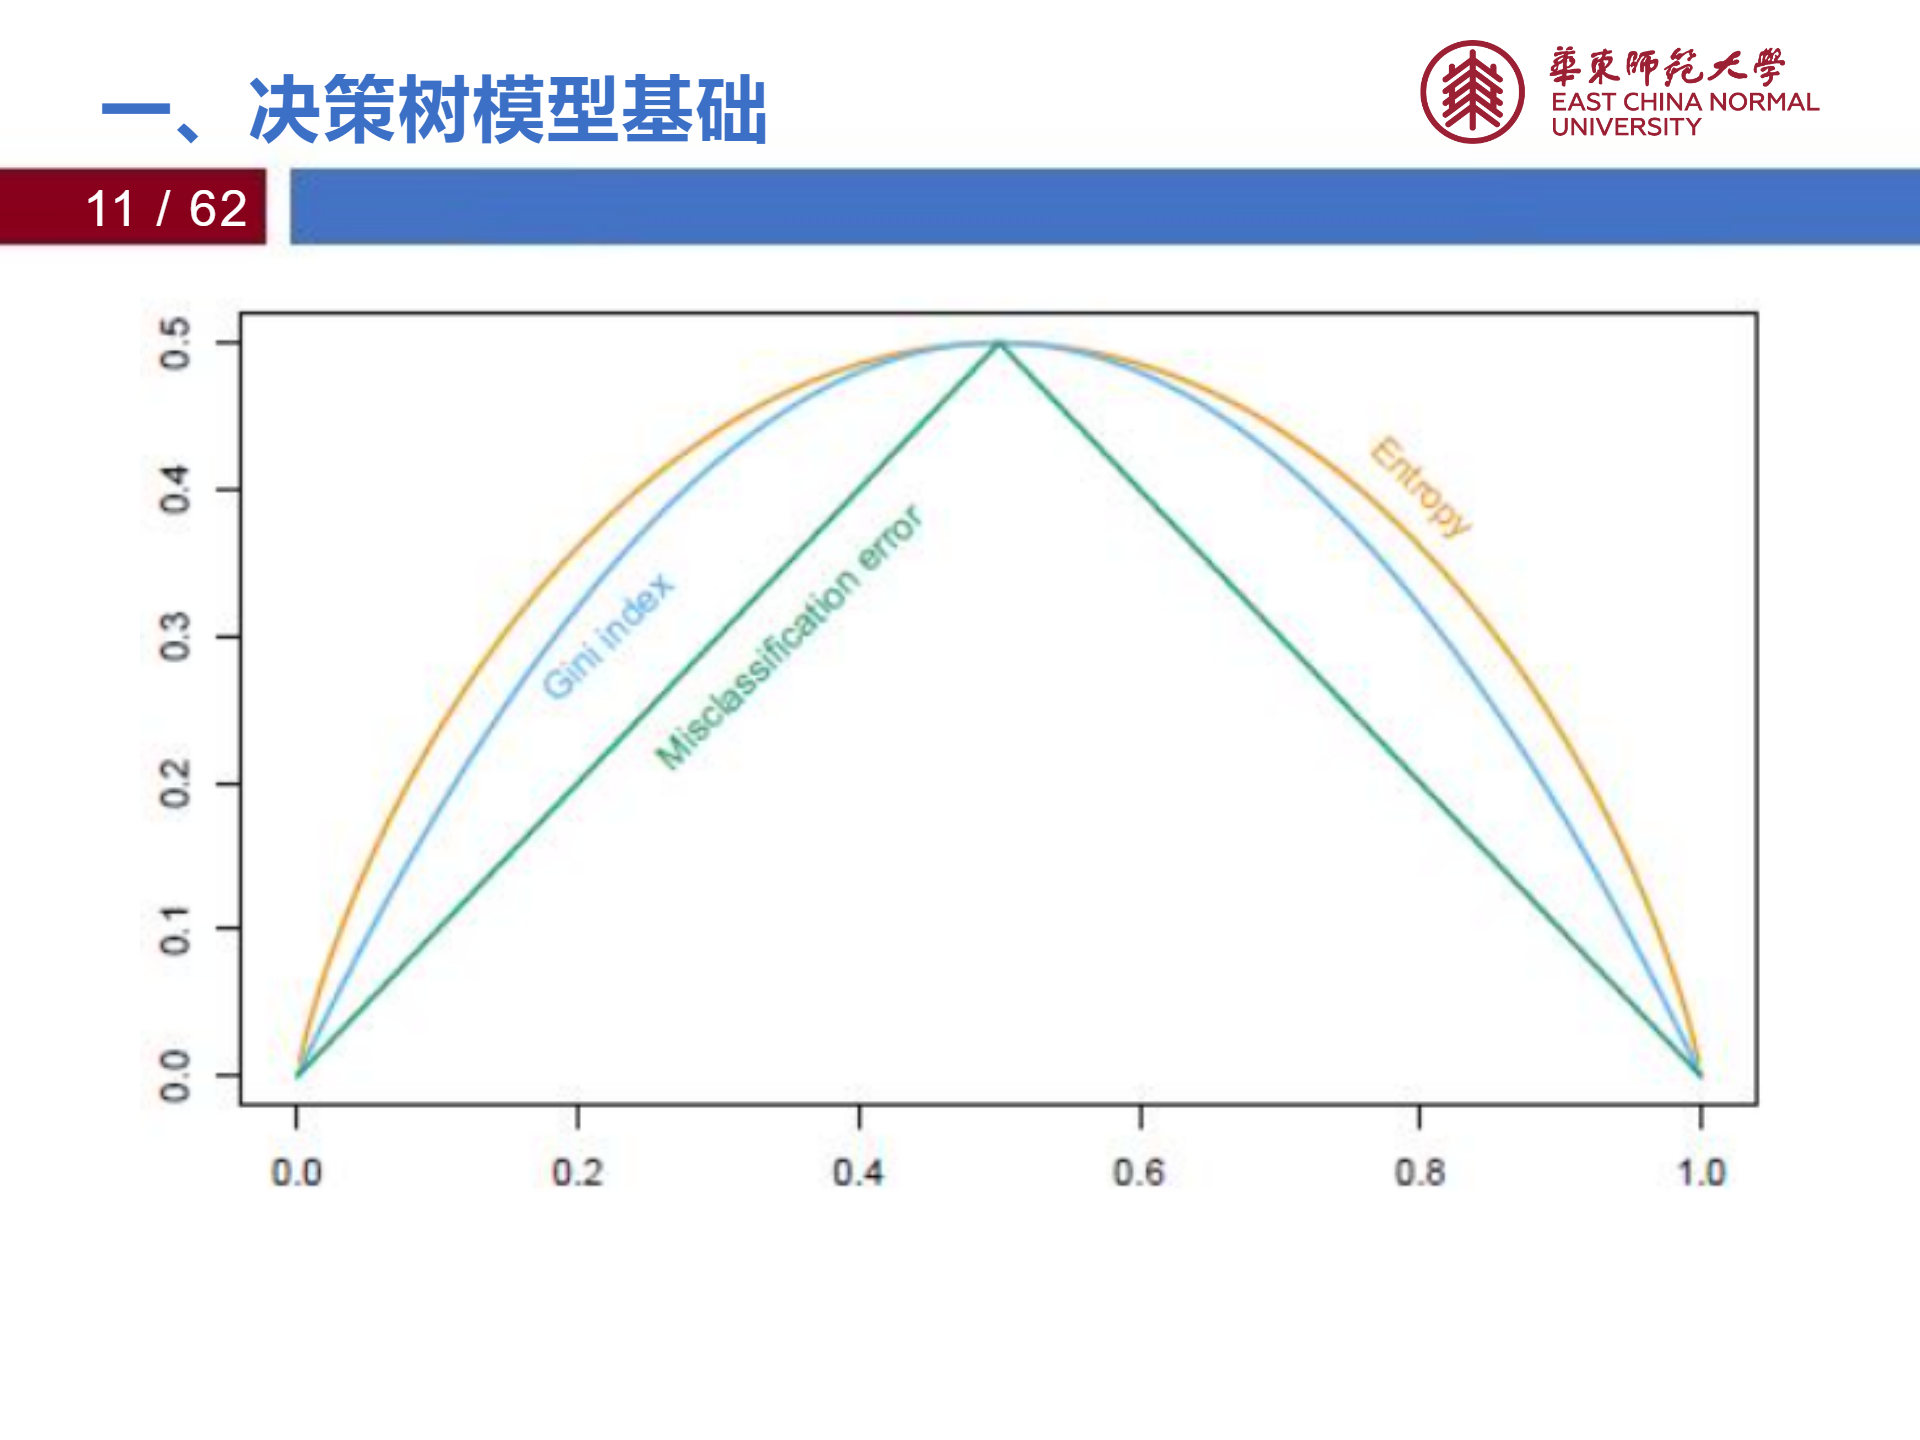 一、决策树模型基础
華東師範大學
EAST CHINA NORMAL
UNIVERSITY
11 / 62
0.5
0.4
0.3
0.2
0.1
0.0
Entropy
Gini index
Misclassification error
0.0
0.2
0.4
0.6
0.8
1.0